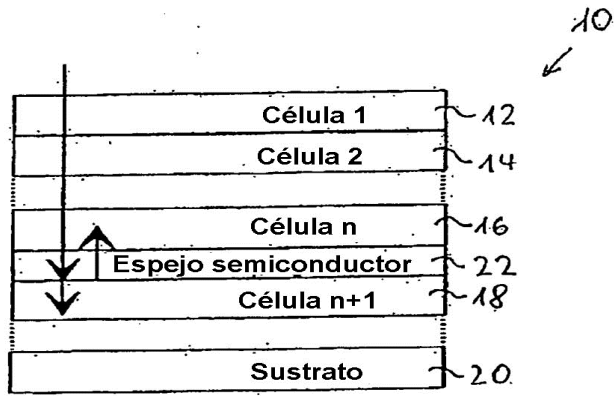 10
Célula 1 12
Célula 2 14
Célula n 16
Espejo semiconductor 22
Célula n+1 18
Sustrato 20